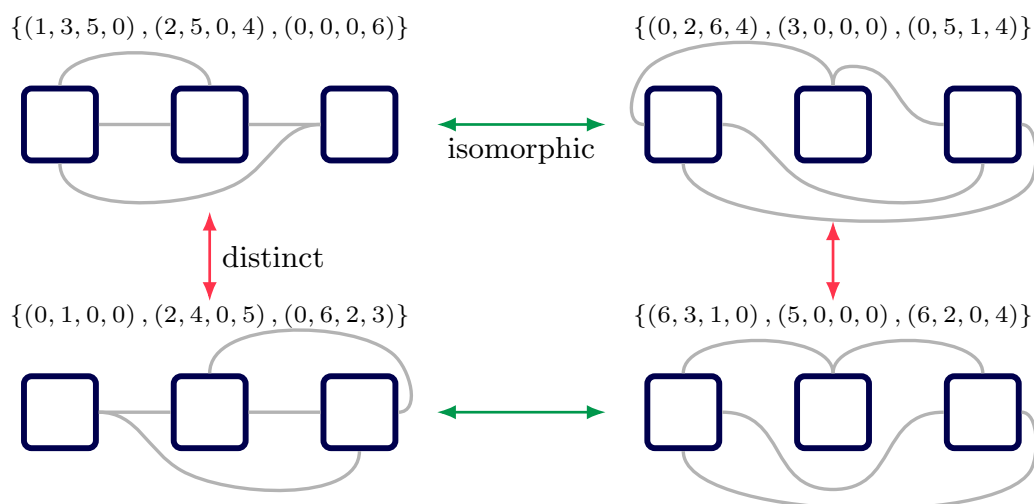 {(1, 3, 5, 0) , (2, 5, 0, 4) , (0, 0, 0, 6)}
{(0, 2, 6, 4) , (3, 0, 0, 0) , (0, 5, 1, 4)}
isomorphic
distinct
{(0, 1, 0, 0) , (2, 4, 0, 5) , (0, 6, 2, 3)}
{(6, 3, 1, 0) , (5, 0, 0, 0) , (6, 2, 0, 4)}